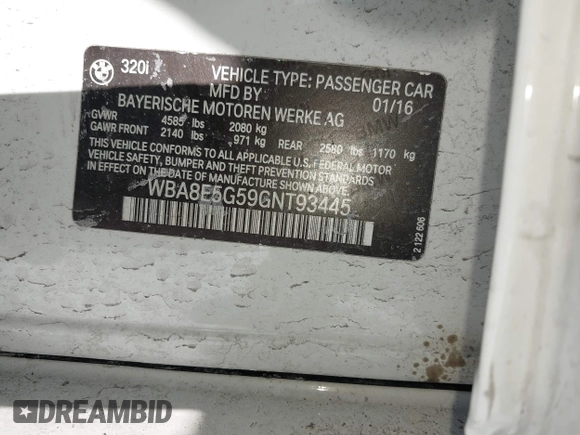 320i
VEHICLE TYPE: PASSENGER CAR
MFD BY 01/16
BAYERISCHE MOTOREN WERKE AG
GVWR 4585 lbs 2080 kg
GAWR FRONT 2140 lbs 971 kg REAR 2580 lbs 1170 kg
THIS VEHICLE CONFORMS TO ALL APPLICABLE U.S. FEDERAL MOTOR
VEHICLE SAFETY, BUMPER AND THEFT PREVENTION STANDARDS
IN EFFECT ON THE DATE OF MANUFACTURE SHOWN ABOVE.
WBA8E5G59GNT93445
2 122 606
DREAMBID